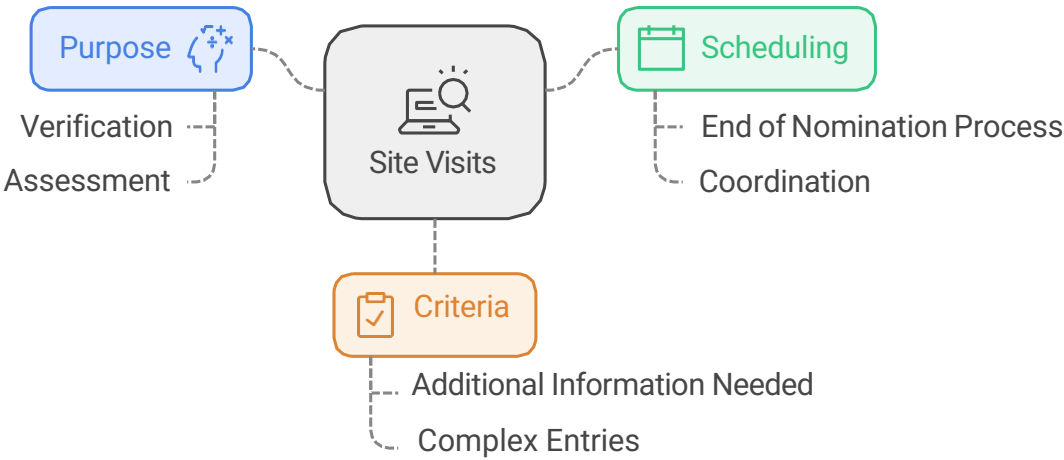 Purpose
Verification
Assessment
Site Visits
Scheduling
End of Nomination Process
Coordination
Criteria
Additional Information Needed
Complex Entries